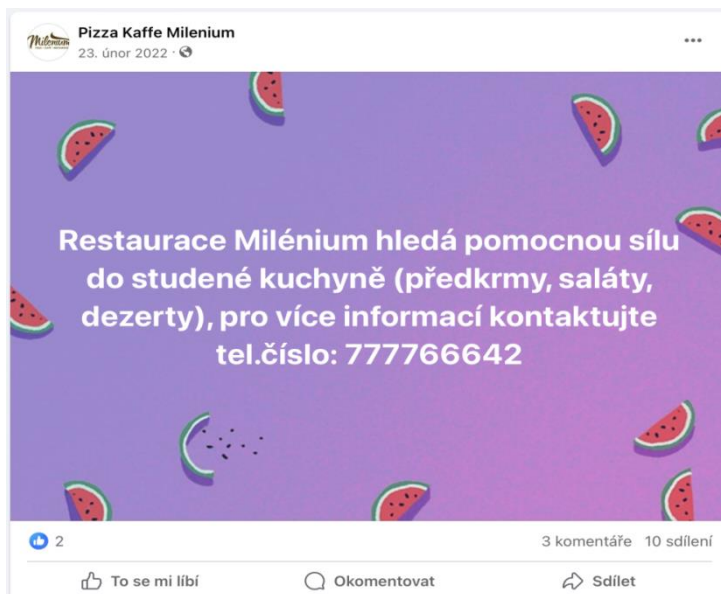 Milenium
Pizza Kaffe Milenium
23. únor 2022 ·
Restaurace Milénium hledá pomocnou sílu
do studené kuchyně (předkrmy, saláty,
dezerty), pro více informací kontaktujte
tel.číslo: 777766642
2
3 komentáře 10 sdílení
To se mi líbí Okomentovat Sdílet